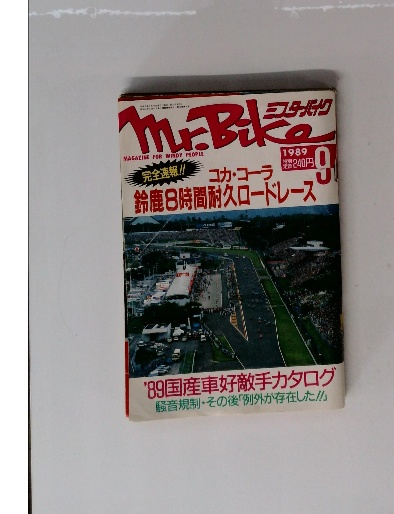 Mr.Bike
ミスターバイク
MAGAZINE FOR WINDY PEOPLE
1989
240円
9
完全速報!!
コカ・コーラ
鈴鹿8時間耐久ロードレース
'89国産車好敵手カタログ
騒音規制・その後「例外が存在した!!」